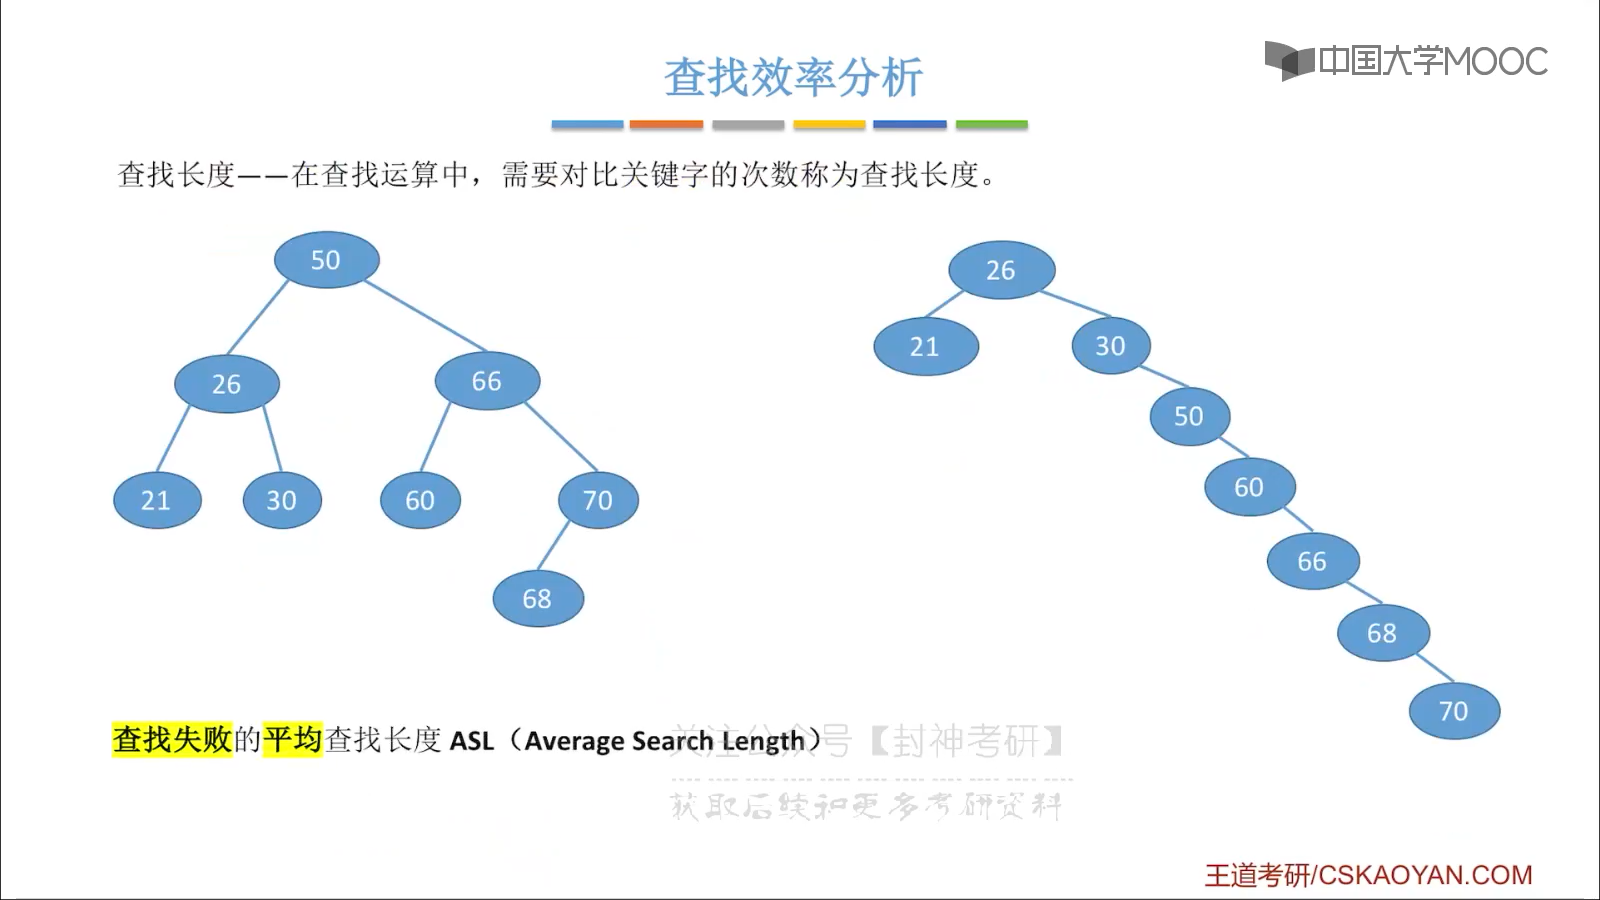 查找效率分析
中国大学MOOC
查找长度——在查找运算中，需要对比关键字的次数称为查找长度。
50
26
66
21
30
60
70
68
26
21
30
50
60
66
68
70
查找失败的平均查找长度 ASL（Average Search Length）
关注公众号【封神考研】
获取后续和更多考研资料
王道考研/CSKAOYAN.COM